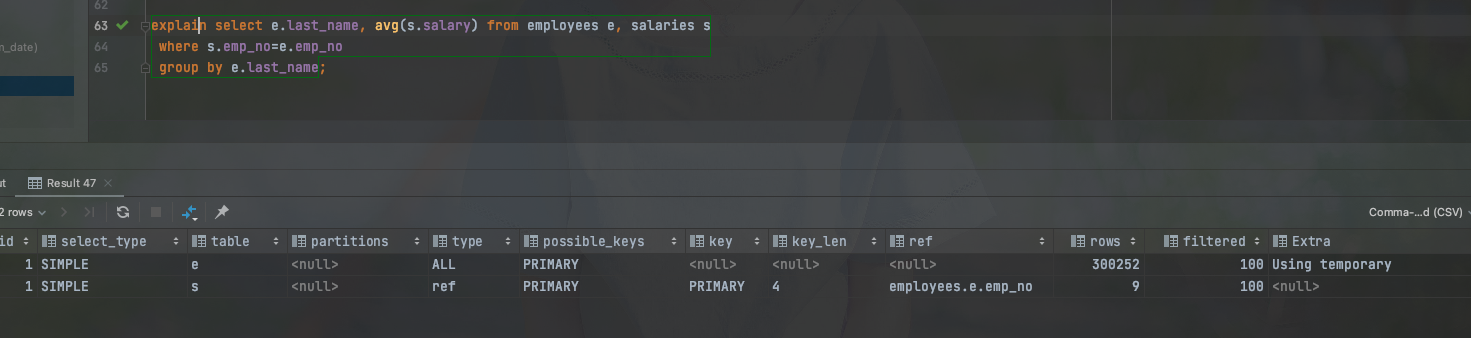 62
63 explain select e.last_name, avg(s.salary) from employees e, salaries s
m_date)
64 where s.emp_no=e.emp_no
65 group by e.last_name;
ut Result 47
2 rows Comma-...d (CSV)
id select_type table partitions type possible_keys key key_len ref rows filtered Extra
1 SIMPLE e <null> ALL PRIMARY <null> <null> <null> 300252 100 Using temporary
1 SIMPLE s <null> ref PRIMARY PRIMARY 4 employees.e.emp_no 9 100 <null>